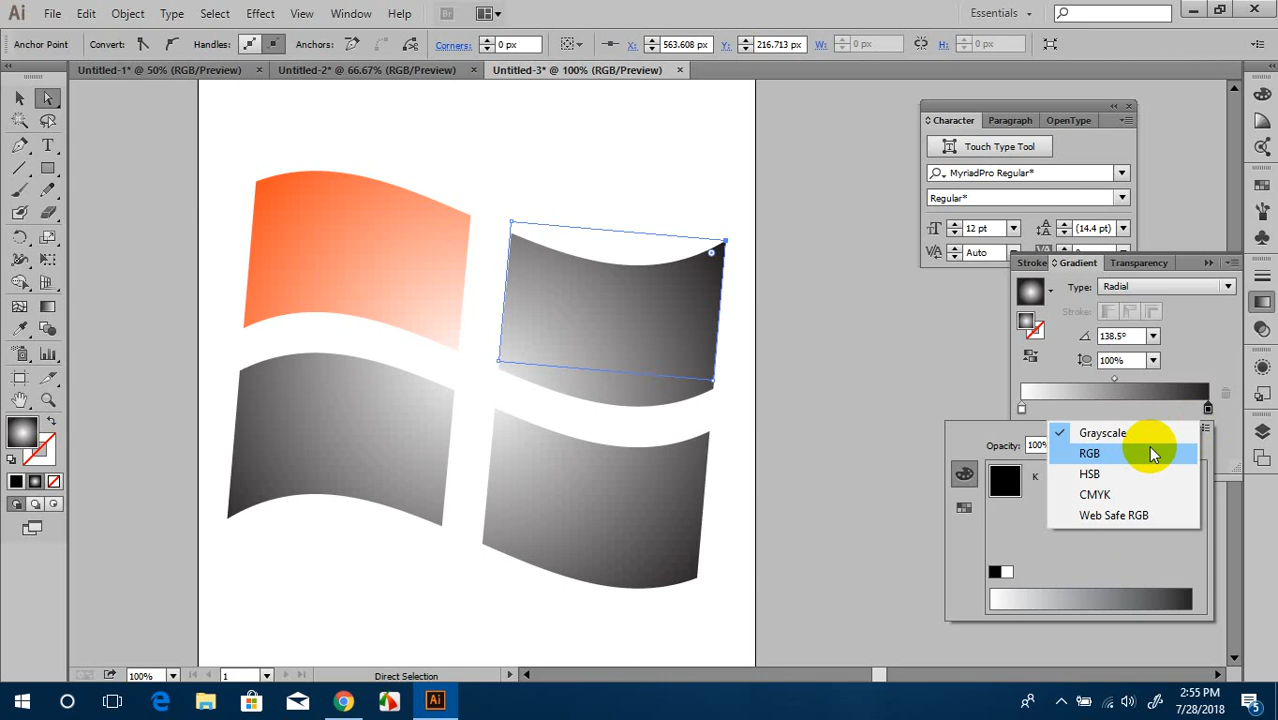 Ai File Edit Object Type Select Effect View Window Help Br Essentials
Anchor Point Convert: Handles: Anchors: Corners: 0 px X: 563.608 px Y: 216.713 px W: 0 px H: 0 px
Untitled-1* @ 50% (RGB/Preview) × Untitled-2* @ 66.67% (RGB/Preview) × Untitled-3* @ 100% (RGB/Preview) ×
Character Paragraph OpenType
Touch Type Tool
MyriadPro Regular*
Regular*
12 pt (14.4 pt)
Auto
Stroke Gradient Transparency
Type: Radial
Stroke:
138.5°
100%
Opacity: 100%
K
Grayscale
RGB
HSB
CMYK
Web Safe RGB
100% 1 Direct Selection
Ai 2:55 PM
7/28/2018 5